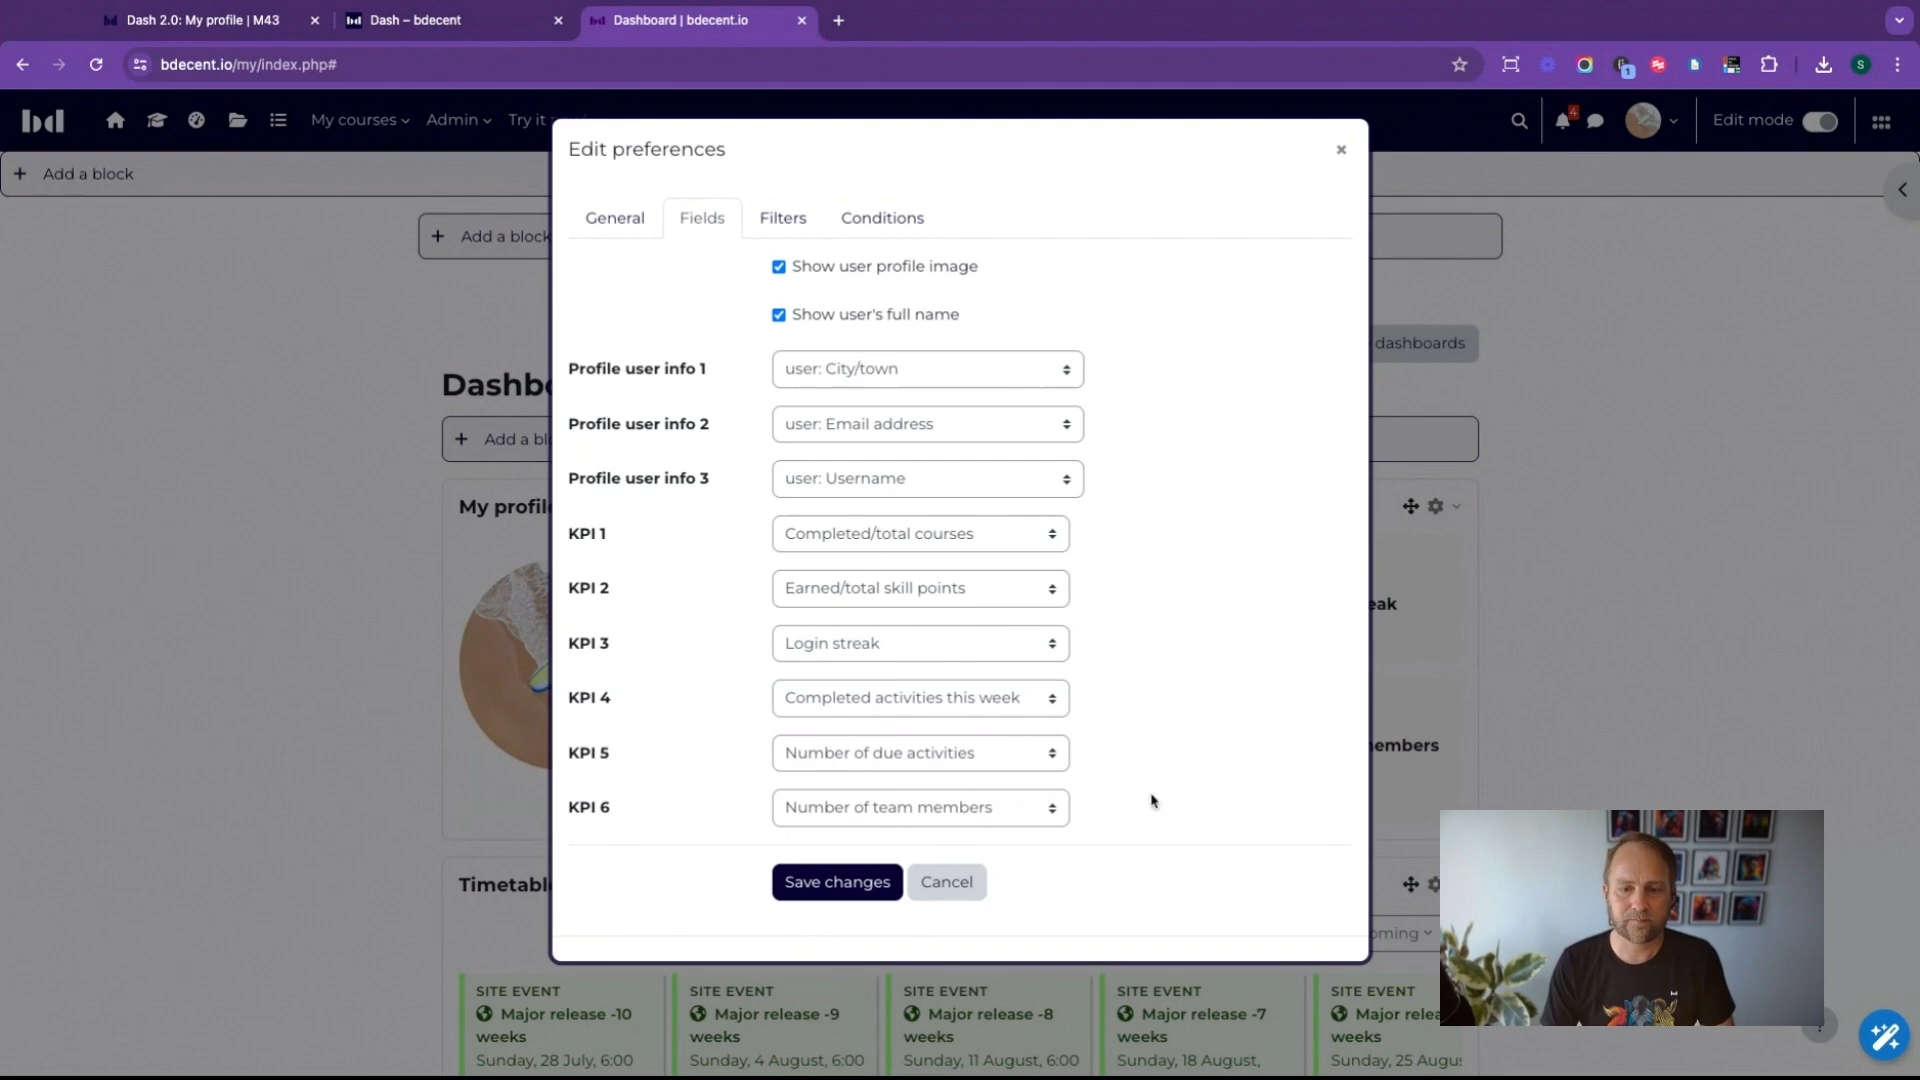 Dash 2.0: My profile | M43
Dash – bdecent
Dashboard | bdecent.io
bdecent.io/my/index.php#
1
S
bd
My courses
Admin
Try it
4
Edit mode
Add a block
Add a block
dashboards
Dashbo
Add a blo
My profile
eak
embers
Edit preferences
General
Fields
Filters
Conditions
Show user profile image
Show user's full name
Profile user info 1
user: City/town
Profile user info 2
user: Email address
Profile user info 3
user: Username
KPI 1
Completed/total courses
KPI 2
Earned/total skill points
KPI 3
Login streak
KPI 4
Completed activities this week
KPI 5
Number of due activities
KPI 6
Number of team members
Save changes
Cancel
Timetable
oming
SITE EVENT
Major release -10
weeks
Sunday, 28 July, 6:00
SITE EVENT
Major release -9
weeks
Sunday, 4 August, 6:00
SITE EVENT
Major release -8
weeks
Sunday, 11 August, 6:00
SITE EVENT
Major release -7
weeks
Sunday, 18 August,
SITE EVENT
Major relea
weeks
Sunday, 25 Augus